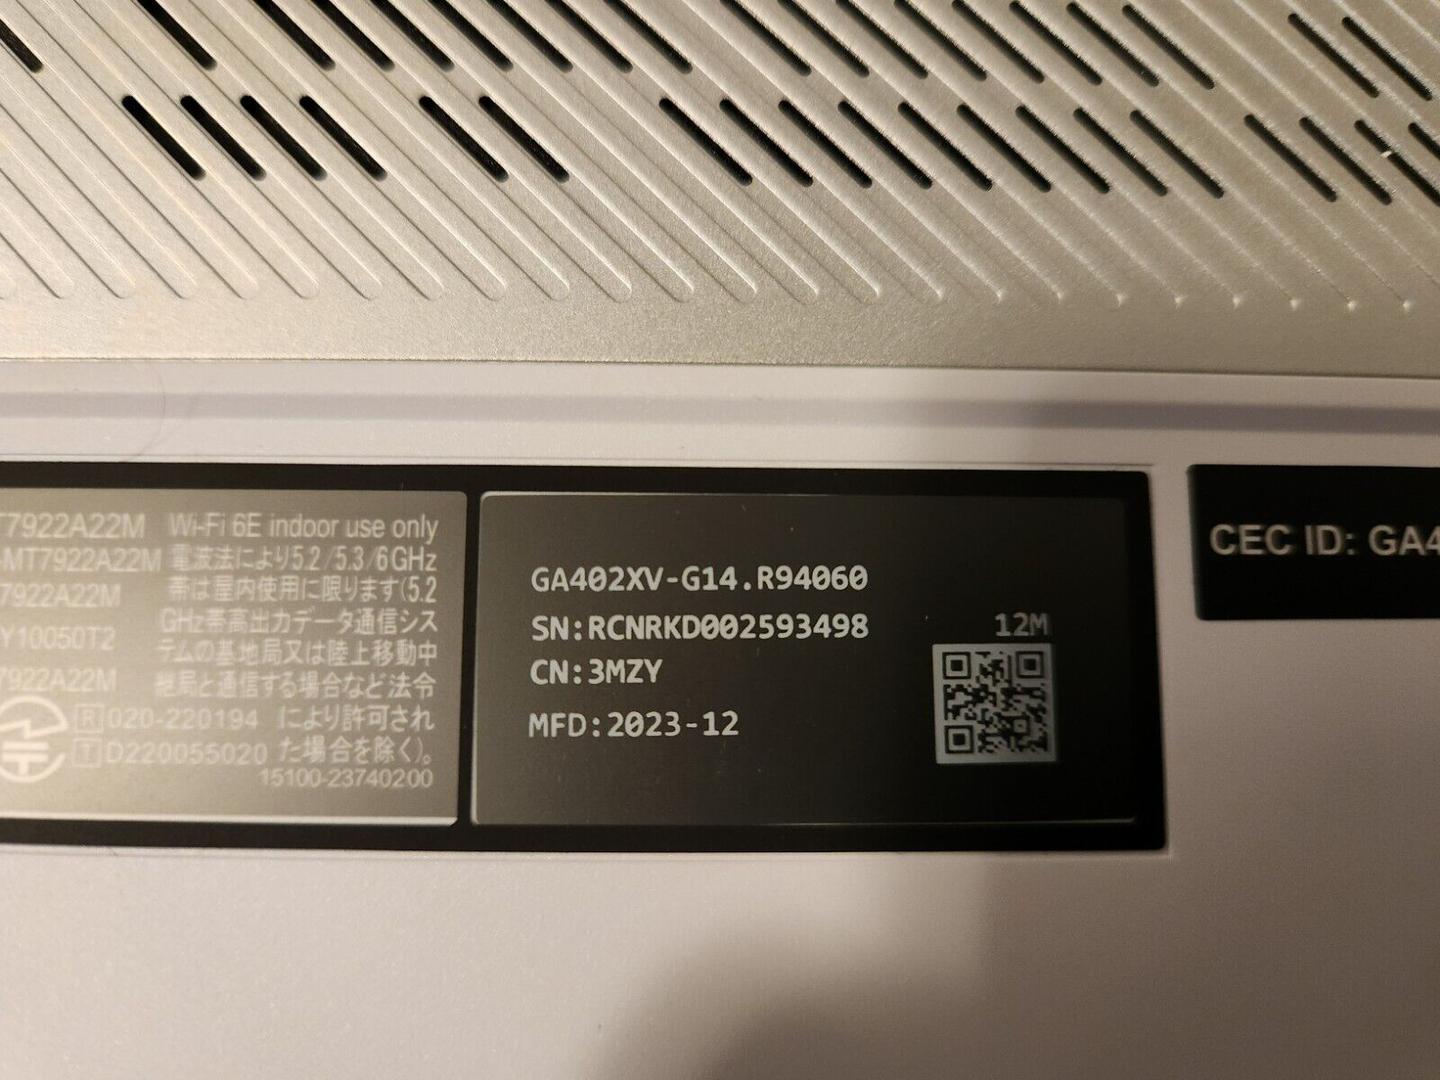 T7922A22M
-MT7922A22M
7922A22M
Y10050T2
7922A22M
R 020-220194
T D220055020
Wi-Fi 6E indoor use only
電波法により5.2/5.3/6GHz
帯は屋内使用に限ります(5.2
GHz帯高出力データ通信シス
テムの基地局又は陸上移動中
継局と通信する場合など法令
により許可され
た場合を除く)。
15100-23740200
GA402XV-G14.R94060
SN:RCNRKD002593498
CN:3MZY
MFD:2023-12
12M
CEC ID: GA4